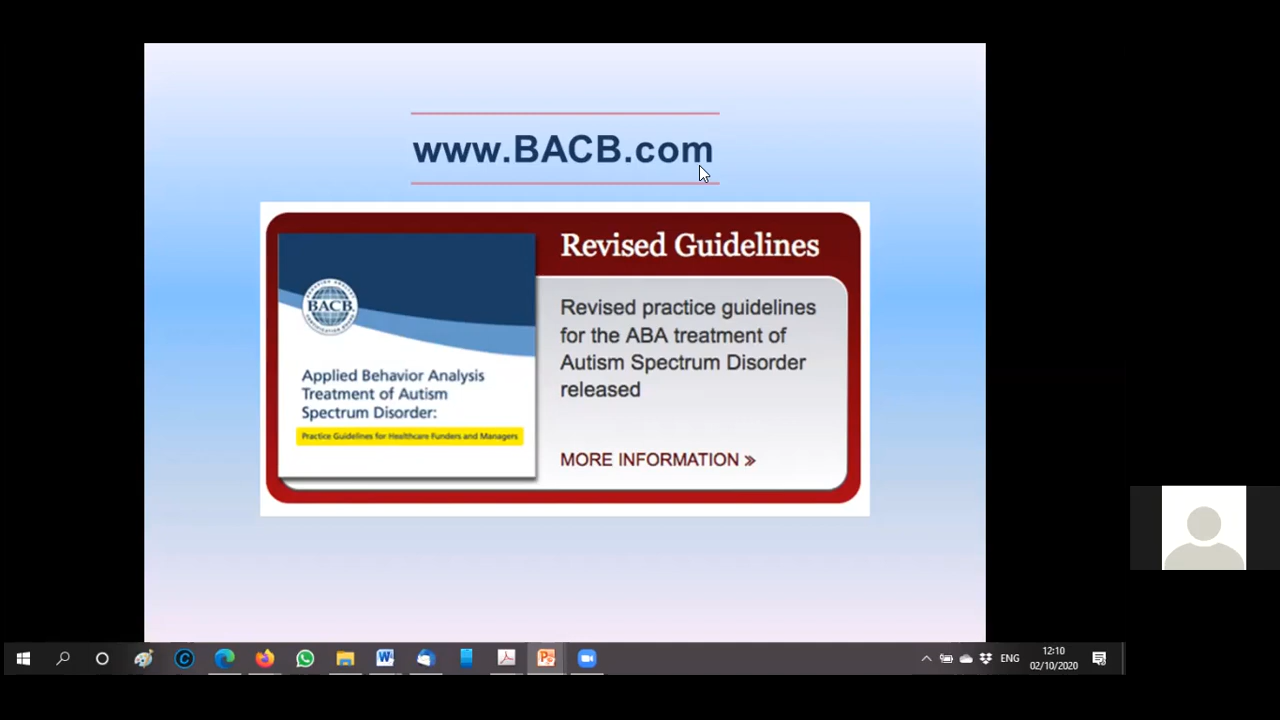 www.BACB.com
Revised Guidelines
BACB
Applied Behavior Analysis
Treatment of Autism
Spectrum Disorder:
Practice Guidelines for Healthcare Funders and Managers
Revised practice guidelines
for the ABA treatment of
Autism Spectrum Disorder
released
MORE INFORMATION »
ENG
12:10
02/10/2020